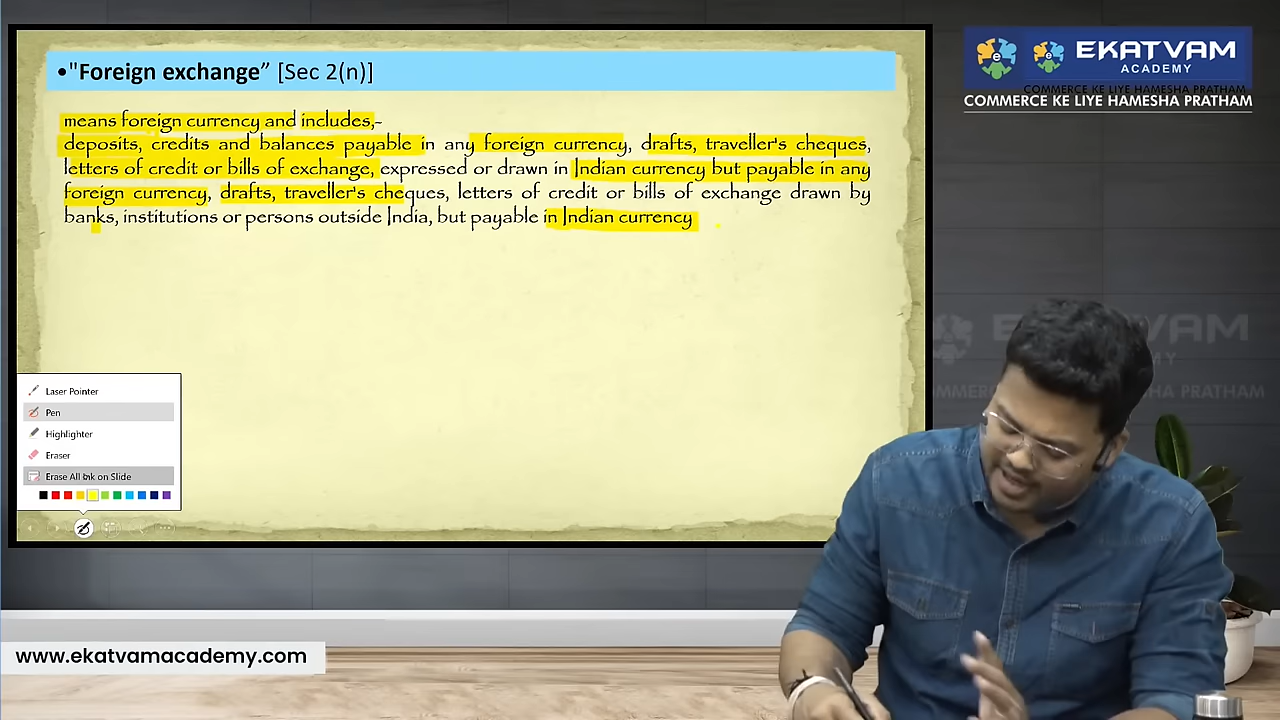 •"Foreign exchange” [Sec 2(n)]
means foreign currency and includes,-
deposits, credits and balances payable in any foreign currency, drafts, traveller's cheques,
letters of credit or bills of exchange, expressed or drawn in Indian currency but payable in any
foreign currency, drafts, traveller's cheques, letters of credit or bills of exchange drawn by
banks, institutions or persons outside India, but payable in Indian currency
Laser Pointer
Pen
Highlighter
Eraser
Erase All Ink on Slide
EKATVAM
ACADEMY
COMMERCE KE LIYE HAMESHA PRATHAM
COMMERCE KE LIYE HAMESHA PRATHAM
www.ekatvamacademy.com